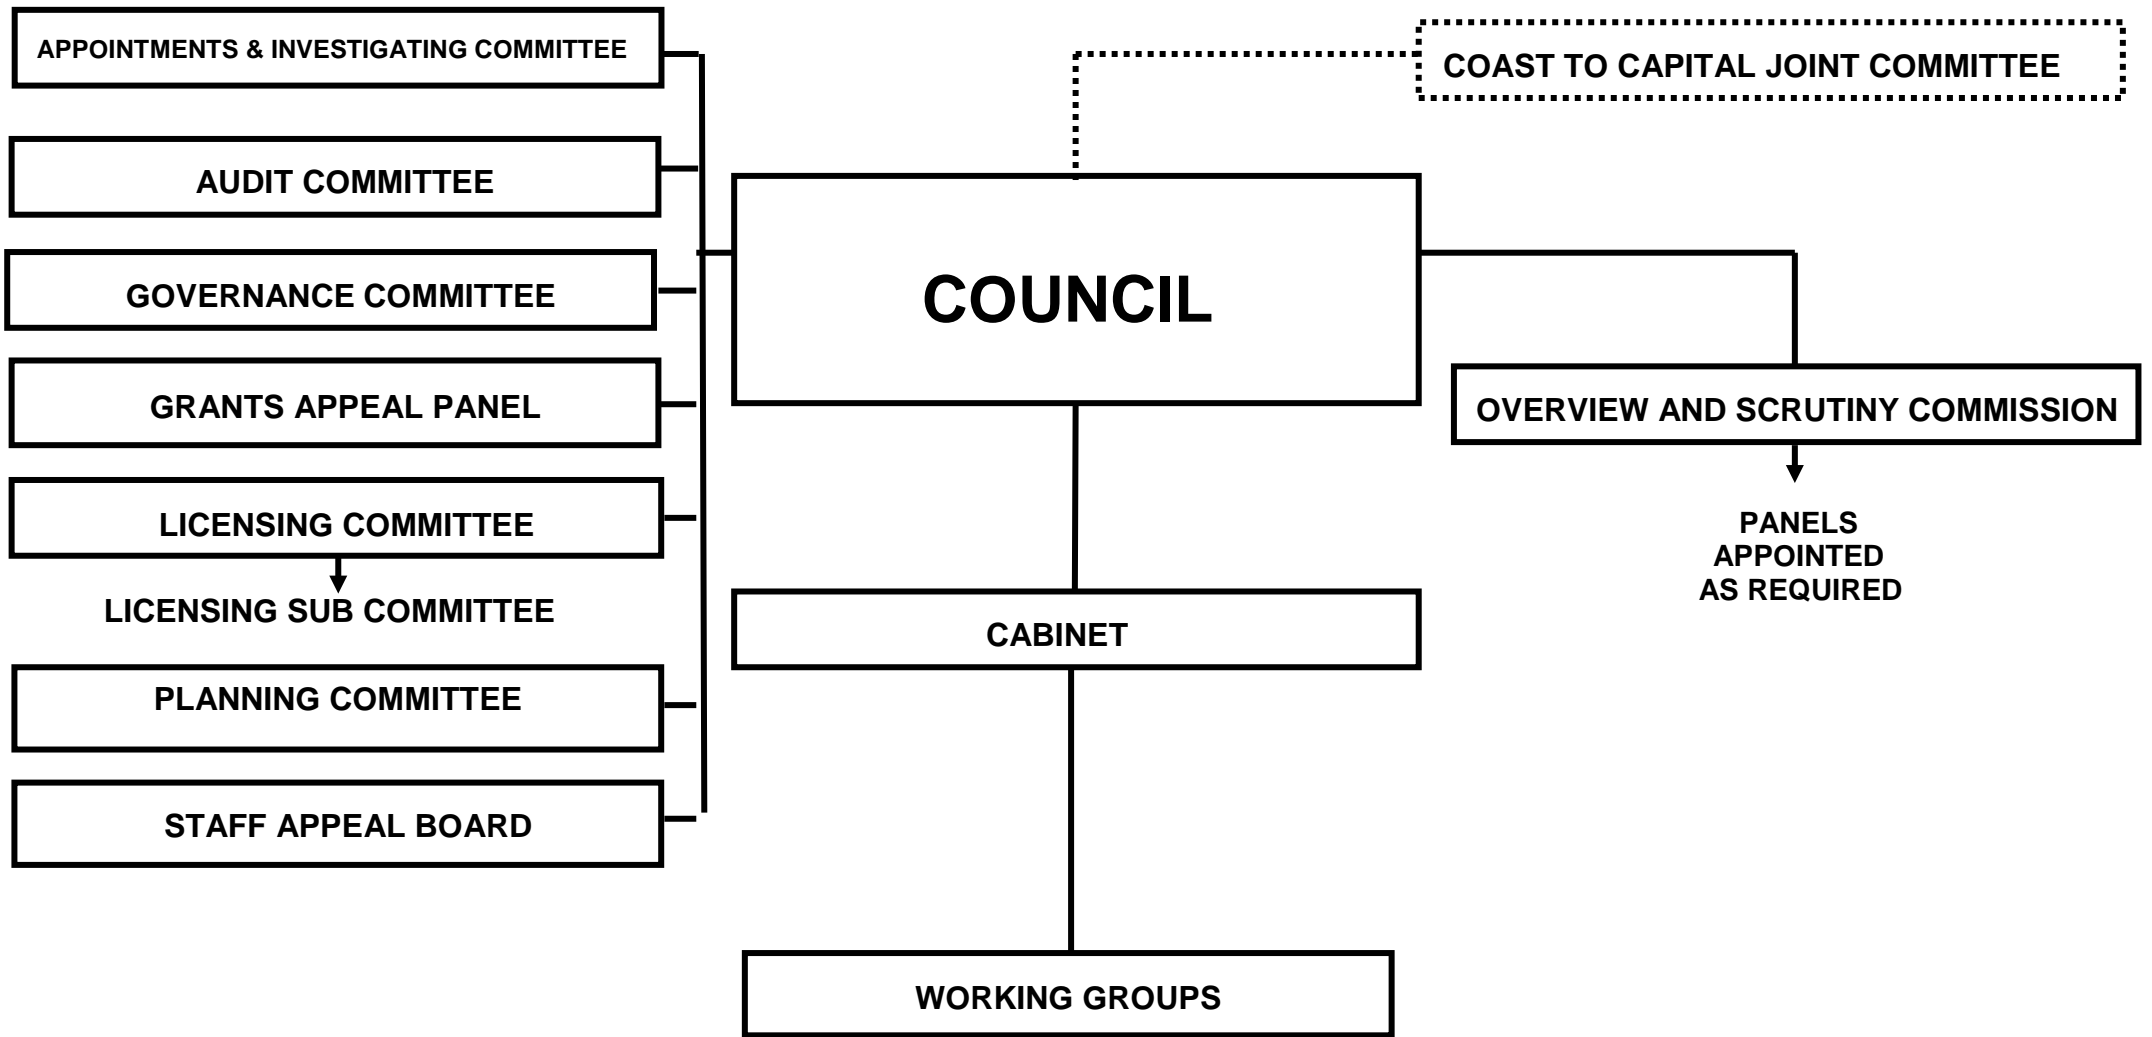 APPOINTMENTS & INVESTIGATING COMMITTEE
COAST TO CAPITAL JOINT COMMITTEE
AUDIT COMMITTEE
GOVERNANCE COMMITTEE
COUNCIL
GRANTS APPEAL PANEL
OVERVIEW AND SCRUTINY COMMISSION
LICENSING COMMITTEE
PANELS
APPOINTED
AS REQUIRED
LICENSING SUB COMMITTEE
CABINET
PLANNING COMMITTEE
STAFF APPEAL BOARD
WORKING GROUPS